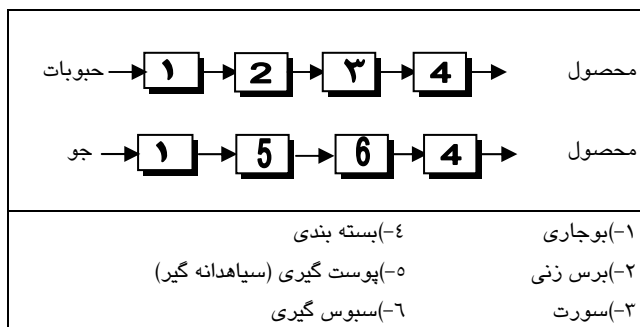 حبوبات ۱ 2 ۳ 4 محصول
جو ۱ 5 6 4 محصول
۱-)بوجاری ٤-)بسته بندی
۲-)برس زنی ٥-)پوست گیری (سیاهدانه گیر)
۳-)سورت ٦-)سبوس گیری